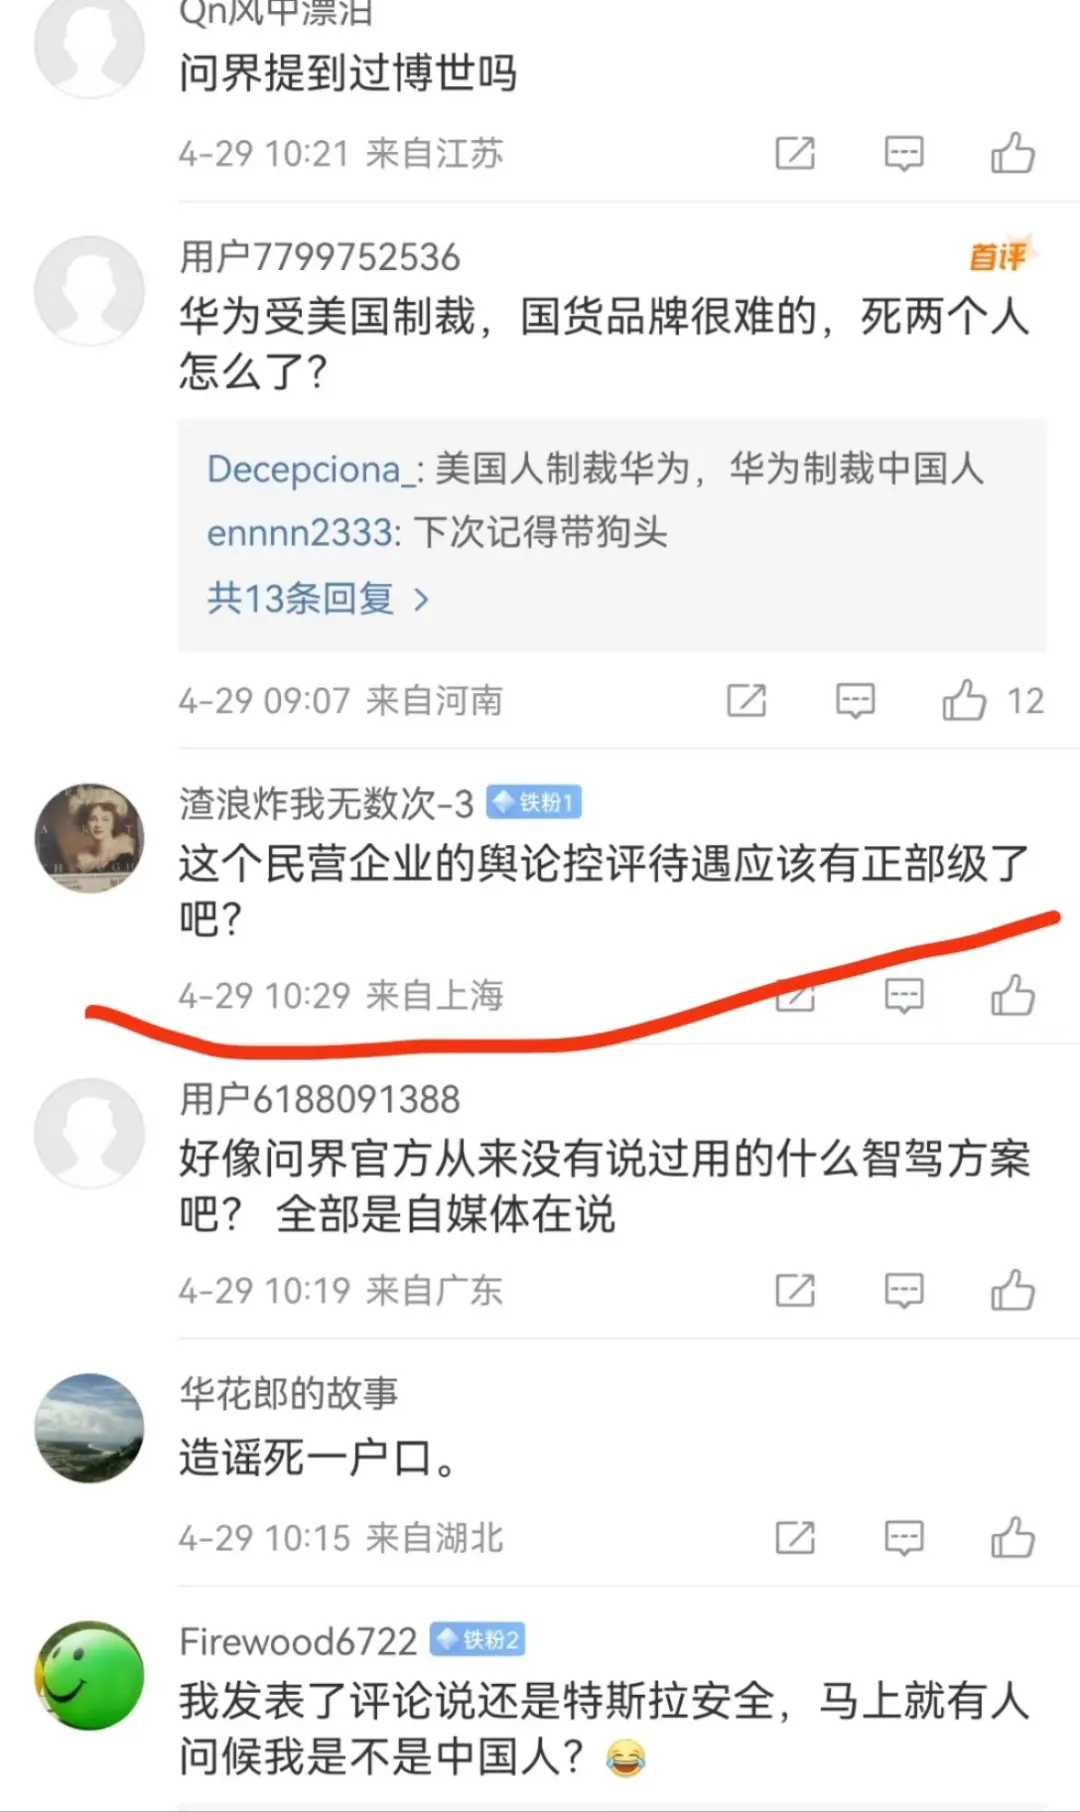 Qn风中漂泊
问界提到过博世吗
4-29 10:21 来自江苏
用户7799752536
首评
华为受美国制裁，国货品牌很难的，死两个人
怎么了？
Decepciona_: 美国人制裁华为，华为制裁中国人
ennnn2333: 下次记得带狗头
共13条回复 >
4-29 09:07 来自河南
12
渣浪炸我无数次-3 铁粉1
这个民营企业的舆论控评待遇应该有正部级了
吧？
4-29 10:29 来自上海
用户6188091388
好像问界官方从来没有说过用的什么智驾方案
吧？ 全部是自媒体在说
4-29 10:19 来自广东
华花郎的故事
造谣死一户口。
4-29 10:15 来自湖北
Firewood6722 铁粉2
我发表了评论说还是特斯拉安全，马上就有人
问候我是不是中国人？😂